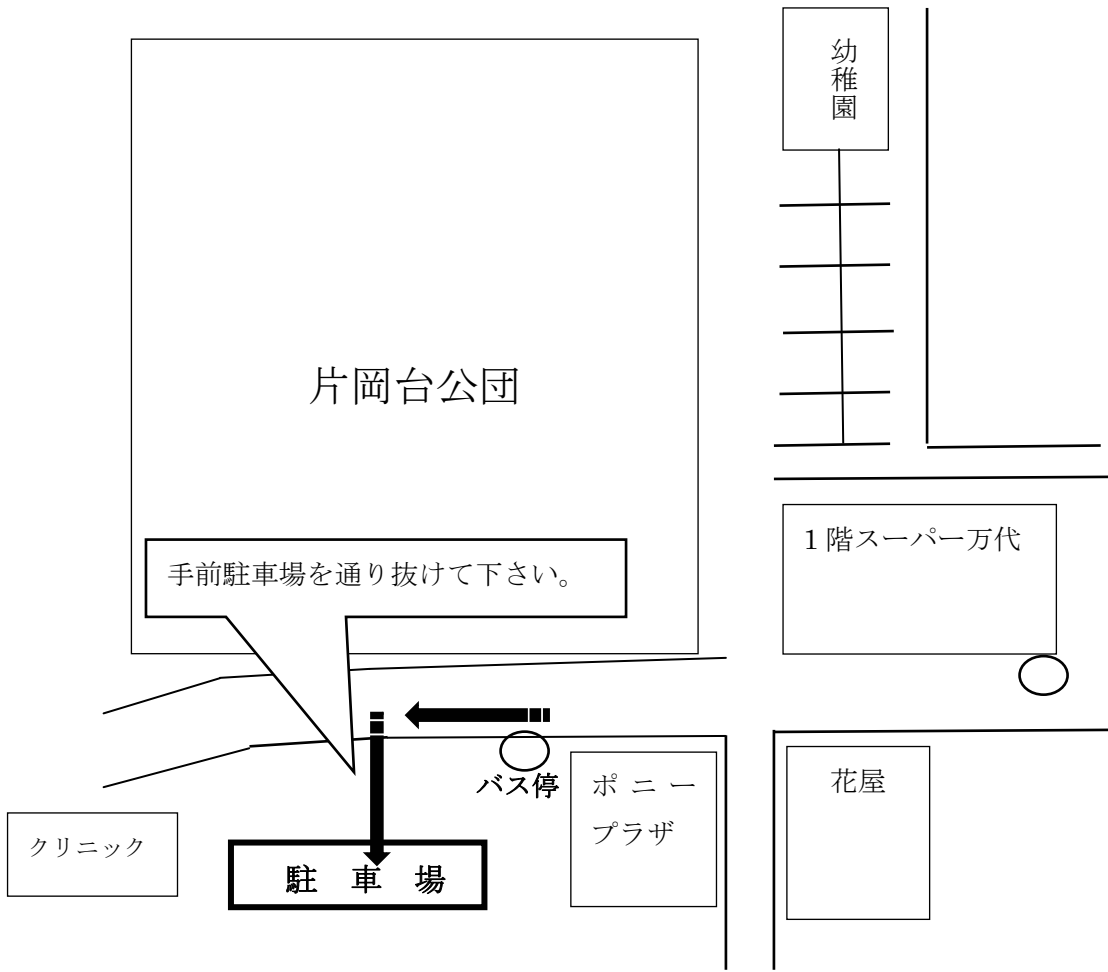 幼稚園
片岡台公団
1階スーパー万代
手前駐車場を通り抜けて下さい。
バス停
ポニー
プラザ
花屋
クリニック
駐車場